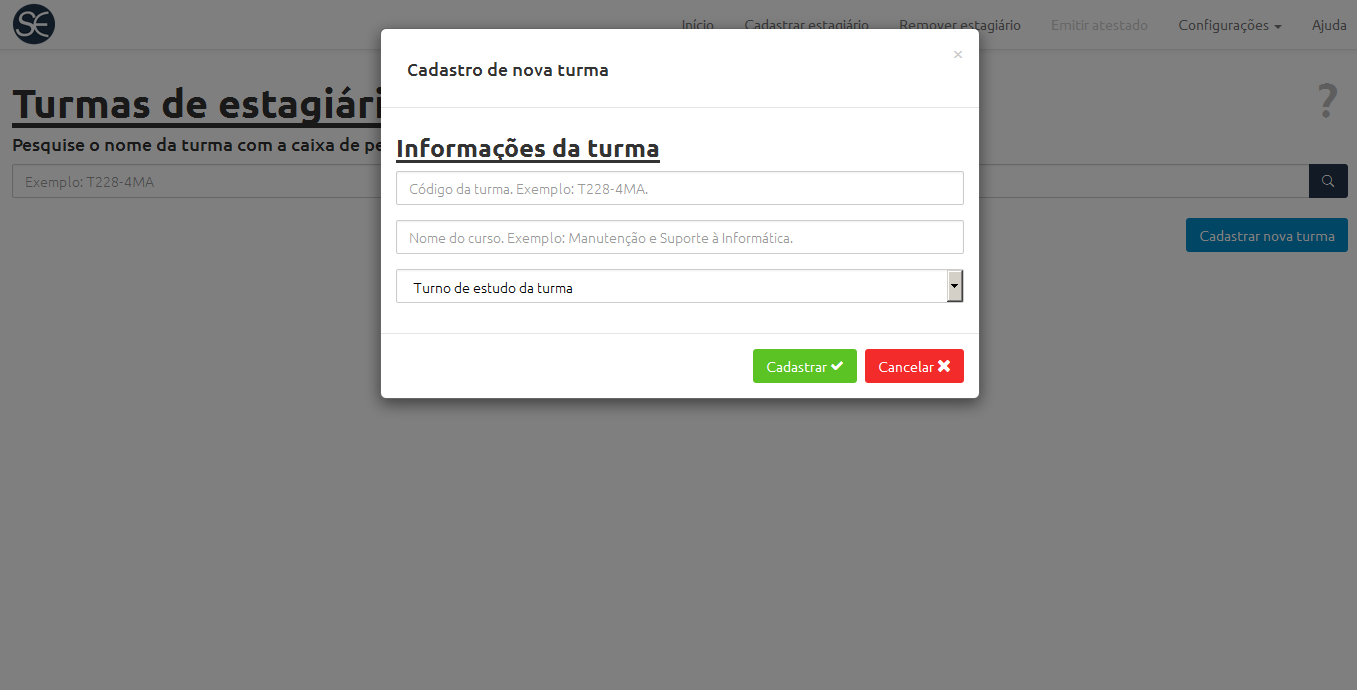 SE
Início Cadastrar estagiário Remover estagiário Emitir atestado Configurações Ajuda
Cadastro de nova turma
×
Turmas de estagiári
?
Pesquise o nome da turma com a caixa de pe
Exemplo: T228-4MA
Informações da turma
Código da turma. Exemplo: T228-4MA.
Nome do curso. Exemplo: Manutenção e Suporte à Informática.
Cadastrar nova turma
Turno de estudo da turma
Cadastrar Cancelar